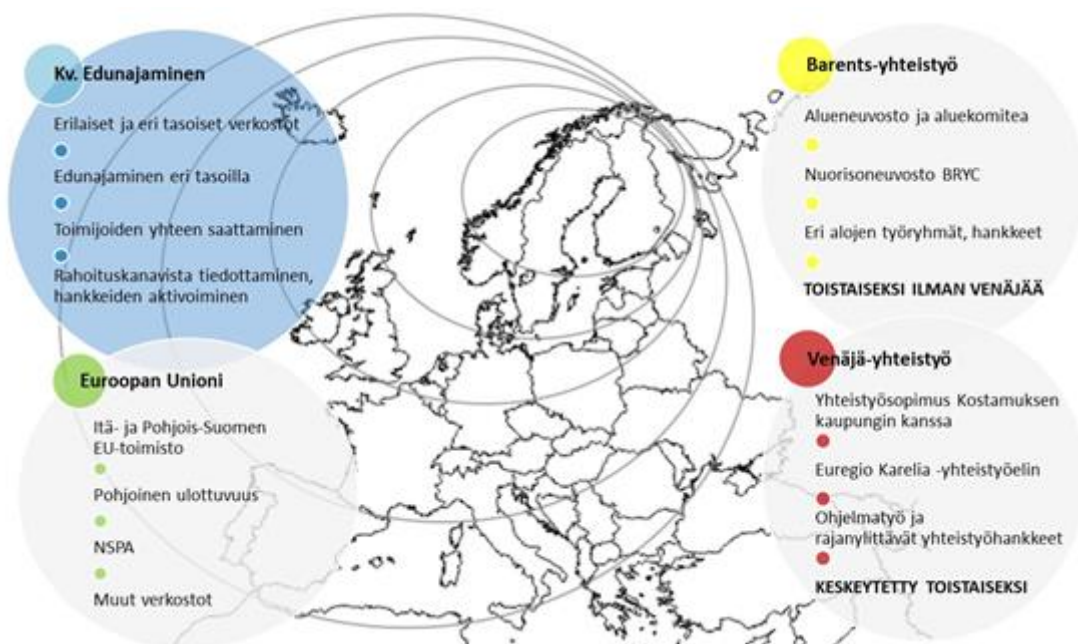 Kv. Edunajaminen
Erilaiset ja eri tasoiset verkostot
Edunajaminen eri tasoilla
Toimijoiden yhteen saattaminen
Rahoituskanavista tiedottaminen,
hankkeiden aktivoiminen
Euroopan Unioni
Itä- ja Pohjois-Suomen
EU-toimisto
Pohjoinen ulottuvuus
NSPA
Muut verkostot
Barents-yhteistyö
Alueneuvosto ja aluekomitea
Nuorisoneuvosto BRYC
Eri alojen työryhmät, hankkeet
TOISTAISEKSI ILMAN VENÄJÄÄ
Venäjä-yhteistyö
Yhteistyösopimus Kostamuksen
kaupungin kanssa
Euregio Karelia -yhteistyöelin
Ohjelmatyö ja
rajanylittävät yhteistyöhankkeet
KESKEYTETTY TOISTAISEKSI